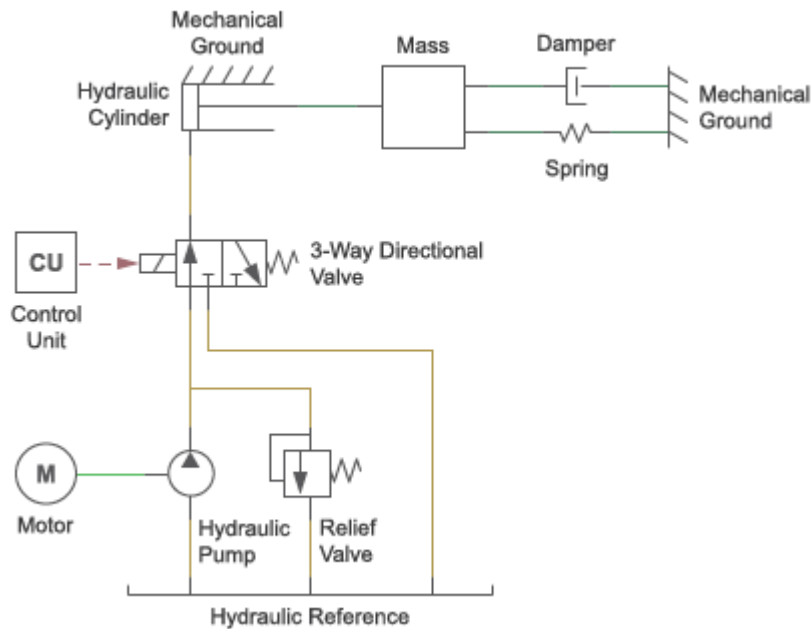 Mechanical
Ground
Mass
Damper
Hydraulic
Cylinder
Mechanical
Ground
Spring
3-Way Directional
Valve
CU
Control
Unit
M
Motor
Hydraulic
Pump
Relief
Valve
Hydraulic Reference